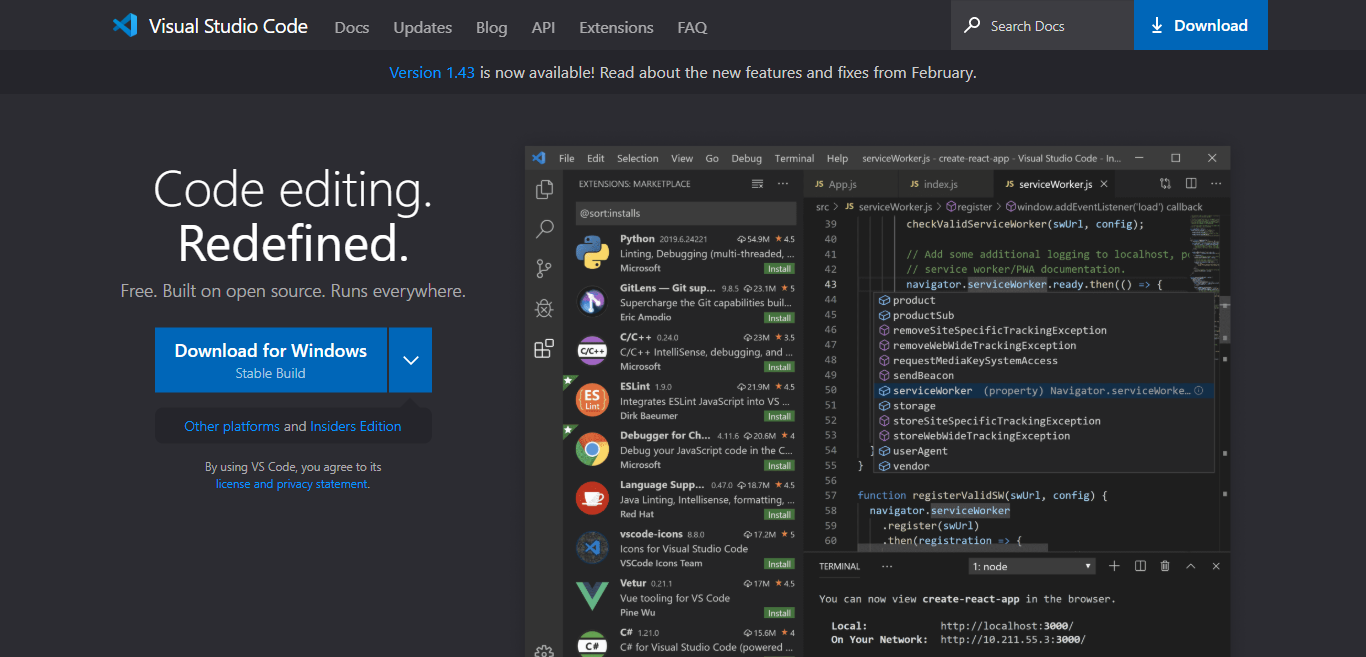 Visual Studio Code Docs Updates Blog API Extensions FAQ Search Docs Download
Version 1.43 is now available! Read about the new features and fixes from February.
Code editing.
Redefined.
Free. Built on open source. Runs everywhere.
Download for Windows
Stable Build
Other platforms and Insiders Edition
By using VS Code, you agree to its
license and privacy statement.
File Edit Selection View Go Debug Terminal Help serviceWorker.js - create-react-app - Visual Studio Code - In...
EXTENSIONS: MARKETPLACE
@sort:installs
Python 2019.6.24221 54.9M ★ 4.5
Linting, Debugging (multi-threaded, ...
Microsoft Install
GitLens — Git sup... 9.8.5 23.1M ★ 5
Supercharge the Git capabilities buil...
Eric Amodio Install
C/C++
C/C++ 0.24.0 23M ★ 3.5
C/C++ IntelliSense, debugging, and ...
Microsoft Install
ES
Lint
ESLint 1.9.0 21.9M ★ 4.5
Integrates ESLint JavaScript into VS ...
Dirk Baeumer Install
Debugger for Ch... 4.11.6 20.6M ★ 4
Debug your JavaScript code in the C...
Microsoft Install
Language Supp... 0.47.0 18.7M ★ 4.5
Java Linting, Intellisense, formatting, ...
Red Hat Install
vscode-icons 8.8.0 17.2M ★ 5
Icons for Visual Studio Code
VSCode Icons Team Install
Vetur 0.21.1 17M ★ 4.5
Vue tooling for VS Code
Pine Wu Install
C#
C# 1.21.0 15.6M ★ 4
C# for Visual Studio Code (powered ...
JS App.js JS index.js JS serviceWorker.js
src > JS serviceWorker.js > register > window.addEventListener('load') callback
39 checkValidServiceWorker(swUrl, config);
40
41 // Add some additional logging to localhost, p
42 // service worker/PWA documentation.
43 navigator.serviceWorker.ready.then(() => {
44 product
45 productSub
46 removeSiteSpecificTrackingException
47 removeWebWideTrackingException
48 requestMediaKeySystemAccess
49 sendBeacon
50 serviceWorker (property) Navigator.serviceWorke...
51 storage
52 storeSiteSpecificTrackingException
53 storeWebWideTrackingException
54 } userAgent
55 } vendor
56
57 function registerValidSW(swUrl, config) {
58 navigator.serviceWorker
59 .register(swUrl)
60 .then(registration => {
TERMINAL ... 1: node
You can now view create-react-app in the browser.
Local: http://localhost:3000/
On Your Network: http://10.211.55.3:3000/